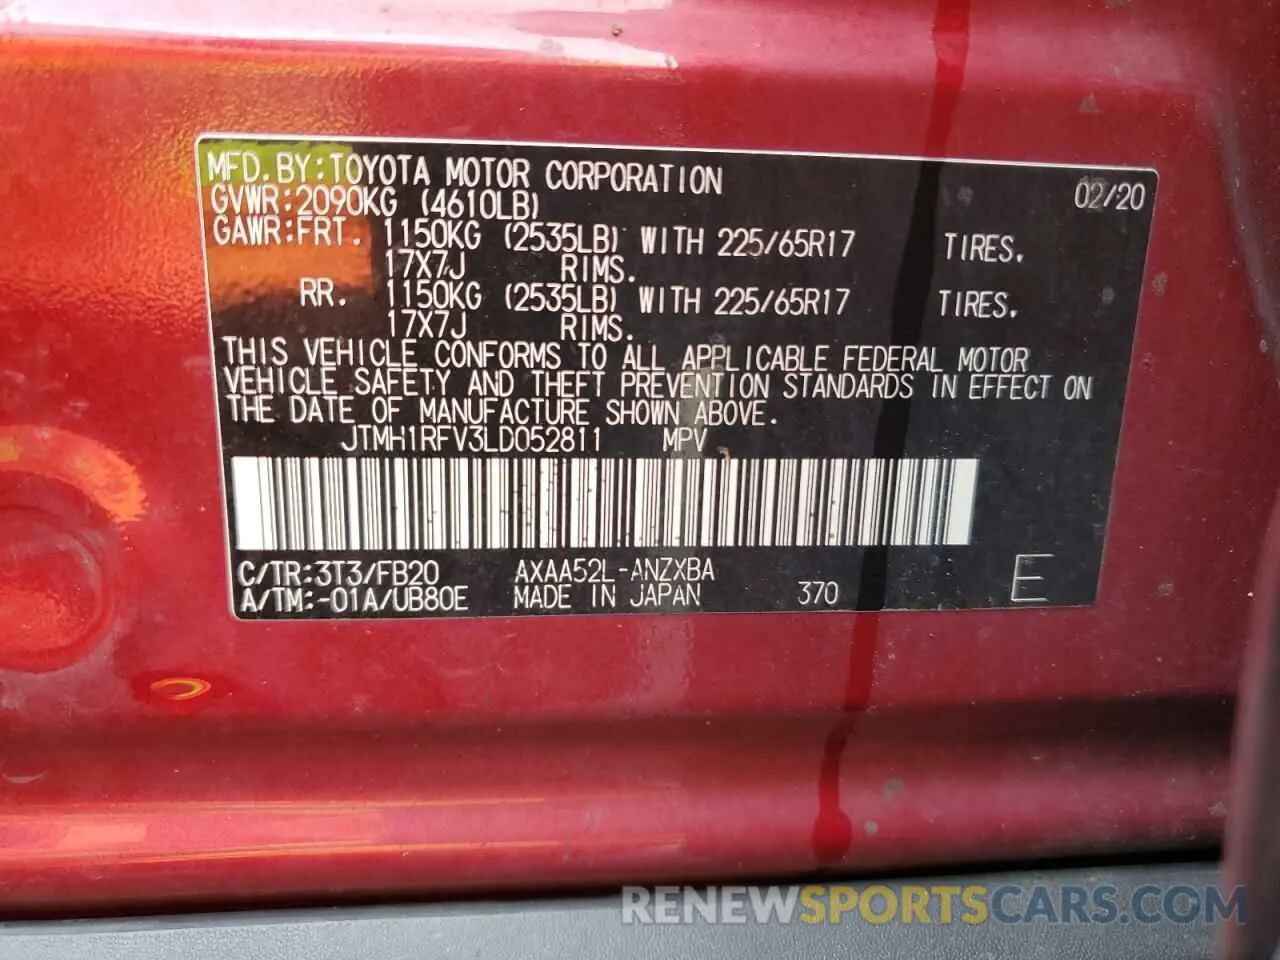 MFD. BY: TOYOTA MOTOR CORPORATION 02/20
GVWR: 2090KG (4610LB)
GAWR: FRT. 1150KG (2535LB) WITH 225/65R17 TIRES.
17X7J RIMS.
RR. 1150KG (2535LB) WITH 225/65R17 TIRES.
17X7J RIMS.
THIS VEHICLE CONFORMS TO ALL APPLICABLE FEDERAL MOTOR
VEHICLE SAFETY AND THEFT PREVENTION STANDARDS IN EFFECT ON
THE DATE OF MANUFACTURE SHOWN ABOVE.
JTMH1RFV3LD052811 MPV
C/TR: 3T3/FB20 AXAA52L-ANZXBA
A/TM: -01A/UB80E MADE IN JAPAN 370 E
RENEWSPORTSCARS.COM